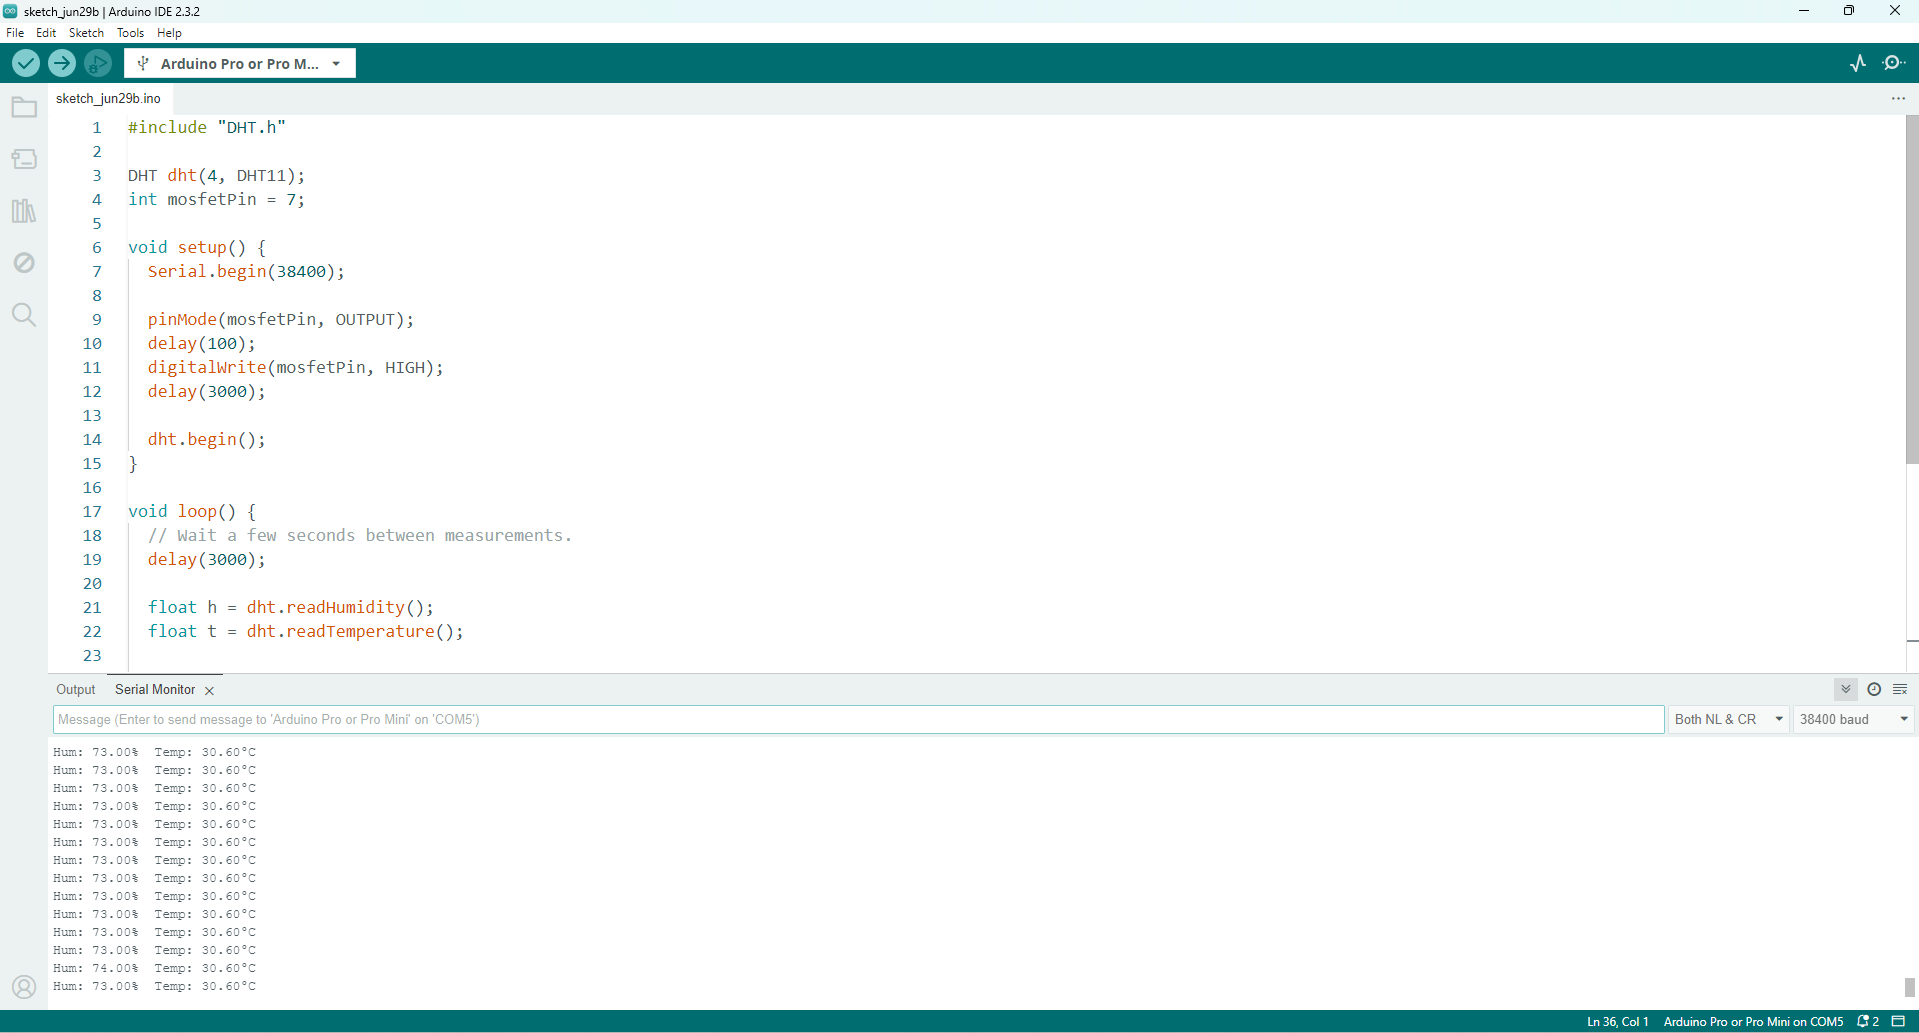 sketch_jun29b | Arduino IDE 2.3.2
File Edit Sketch Tools Help
Arduino Pro or Pro M...
sketch_jun29b.ino
1 #include "DHT.h"
2
3 DHT dht(4, DHT11);
4 int mosfetPin = 7;
5
6 void setup() {
7 Serial.begin(38400);
8
9 pinMode(mosfetPin, OUTPUT);
10 delay(100);
11 digitalWrite(mosfetPin, HIGH);
12 delay(3000);
13
14 dht.begin();
15 }
16
17 void loop() {
18 // Wait a few seconds between measurements.
19 delay(3000);
20
21 float h = dht.readHumidity();
22 float t = dht.readTemperature();
23
Output Serial Monitor
Message (Enter to send message to 'Arduino Pro or Pro Mini' on 'COM5') Both NL & CR 38400 baud
Hum: 73.00% Temp: 30.60°C
Hum: 73.00% Temp: 30.60°C
Hum: 73.00% Temp: 30.60°C
Hum: 73.00% Temp: 30.60°C
Hum: 73.00% Temp: 30.60°C
Hum: 73.00% Temp: 30.60°C
Hum: 73.00% Temp: 30.60°C
Hum: 73.00% Temp: 30.60°C
Hum: 73.00% Temp: 30.60°C
Hum: 73.00% Temp: 30.60°C
Hum: 73.00% Temp: 30.60°C
Hum: 73.00% Temp: 30.60°C
Hum: 74.00% Temp: 30.60°C
Hum: 73.00% Temp: 30.60°C
Ln 36, Col 1 Arduino Pro or Pro Mini on COM5 2